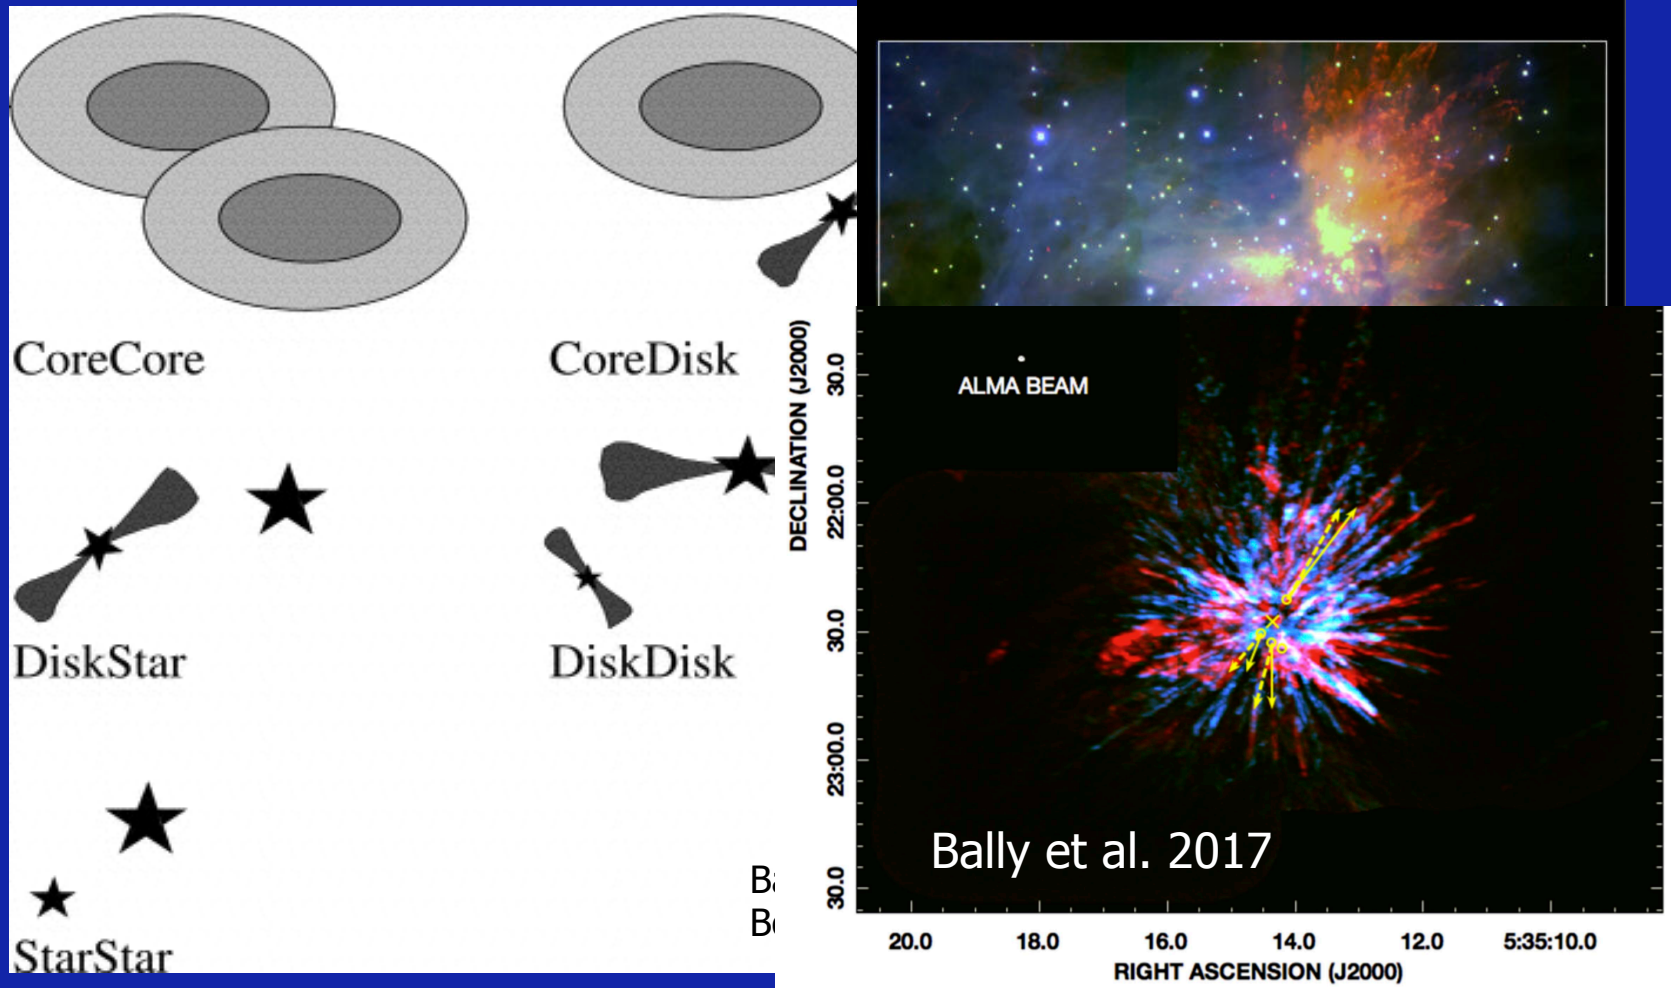 CoreCore
CoreDisk
DiskStar
DiskDisk
StarStar
ALMA BEAM
DECLINATION (J2000)
30.0
22:00.0
30.0
23:00.0
30.0
Bally et al. 2017
20.0 18.0 16.0 14.0 12.0 5:35:10.0
RIGHT ASCENSION (J2000)